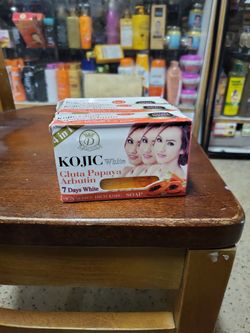 4 in 1
KOJIC White
Gluta Papaya
Arbutin
7 Days White
SOAP